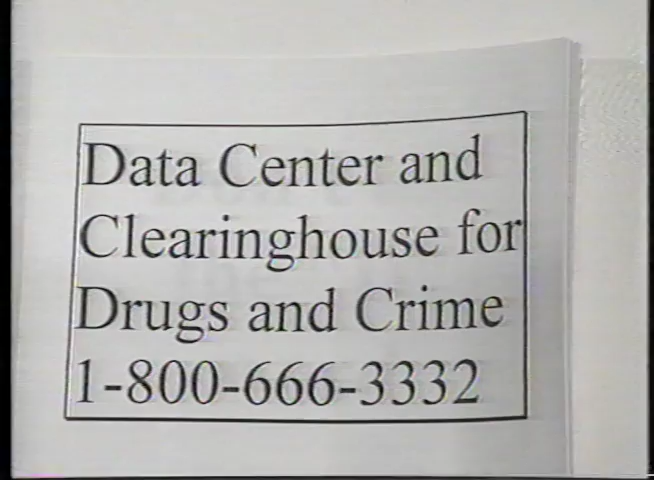 Data Center and
Clearinghouse for
Drugs and Crime
1-800-666-3332